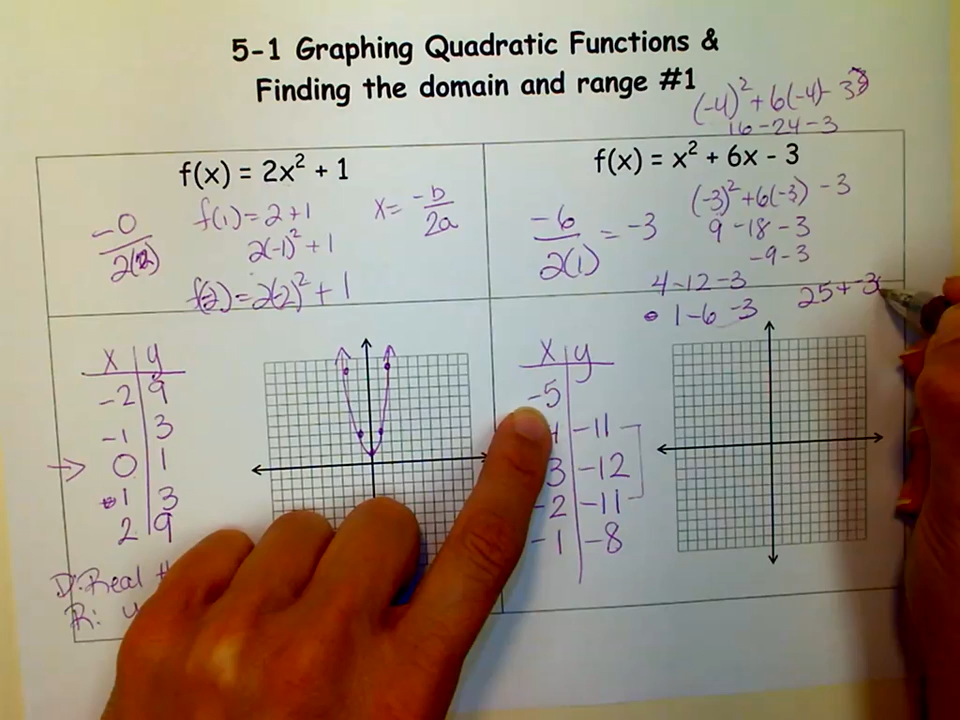 5-1 Graphing Quadratic Functions &
Finding the domain and range #1
(-4)² + 6(-4) - 3
16 - 24 - 3
f(x) = 2x² + 1
-0
2(2)
f(1) = 2 + 1
2(-1)² + 1
f(2) = 2(2)² + 1
x = -b
2a
f(x) = x² + 6x - 3
-6
2(1)
= -3
(-3)² + 6(-3) - 3
9 - 18 - 3
-9 - 3
4 - 12 - 3
1 - 6 - 3
25 + -3
x | y
-2 | 9
-1 | 3
0 | 1
1 | 3
2 | 9
D: Real
R: y
x | y
-5 |
4 | -11
3 | -12
-2 | -11
-1 | -8